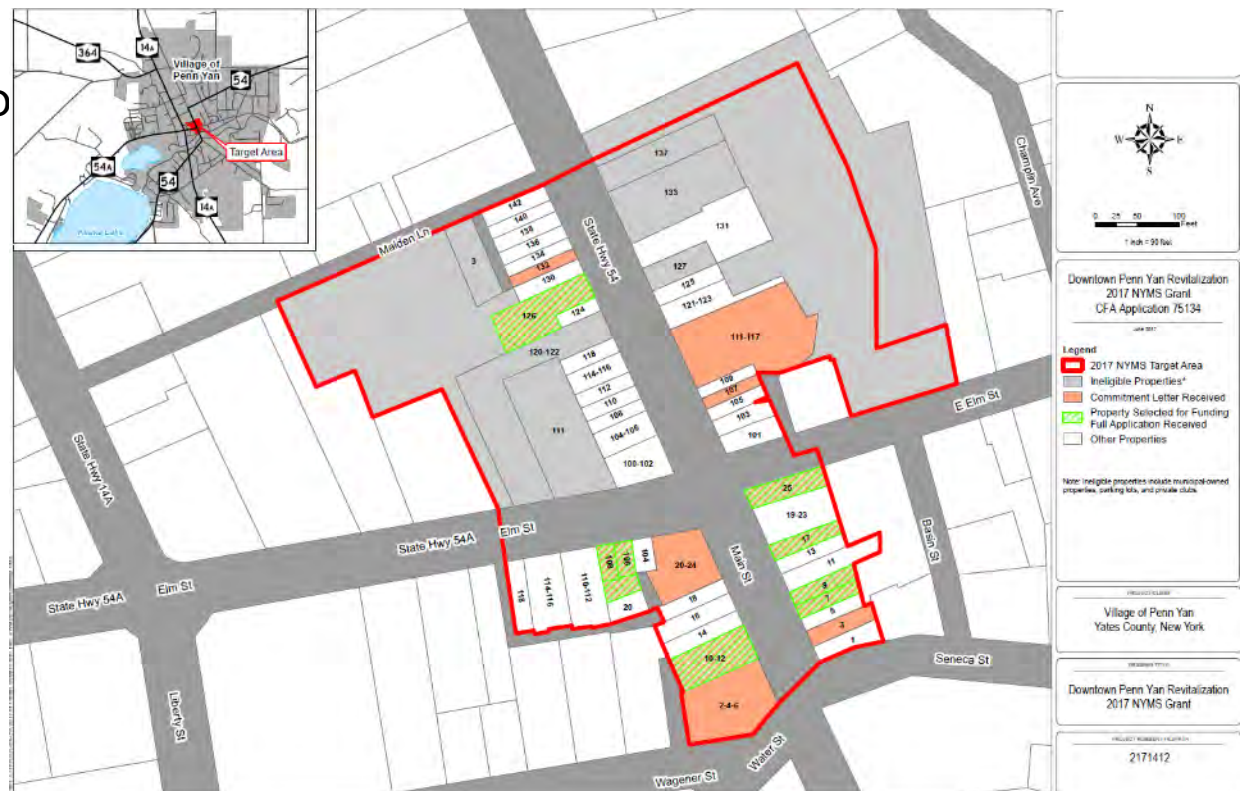 364
14A
Village of
Penn Yan
54
Target Area
54A
54
14A
Keuka Lake
Malden Ln
State Hwy 54
Champlin Ave
137
133
131
127
125
121-123
111-117
109
107
105
103
101
142
140
138
136
134
132
130
126
124
3
120-122
118
114-116
112
110
108
104-106
100-102
111
State Hwy 14A
State Hwy 54A
Elm St
E Elm St
State Hwy 54A
Elm St
Liberty St
Main St
Basin St
Seneca St
Water St
Wagener St
118
114-116
110-112
108
106
104
20
20-24
18
16
14
10-12
2-4-6
25
19-23
17
13
11
9
7
5
3
1
N
W
E
S
0 25 50 100
Feet
1 inch = 90 feet
Downtown Penn Yan Revitalization
2017 NYMS Grant
CFA Application 75134
June 2017
Legend
2017 NYMS Target Area
Ineligible Properties*
Commitment Letter Received
Property Selected for Funding
Full Application Received
Other Properties
Note: Ineligible properties include municipal-owned
properties, parking lots, and private clubs.
Village of Penn Yan
Yates County, New York
DRAWING TITLE
Downtown Penn Yan Revitalization
2017 NYMS Grant
2171412